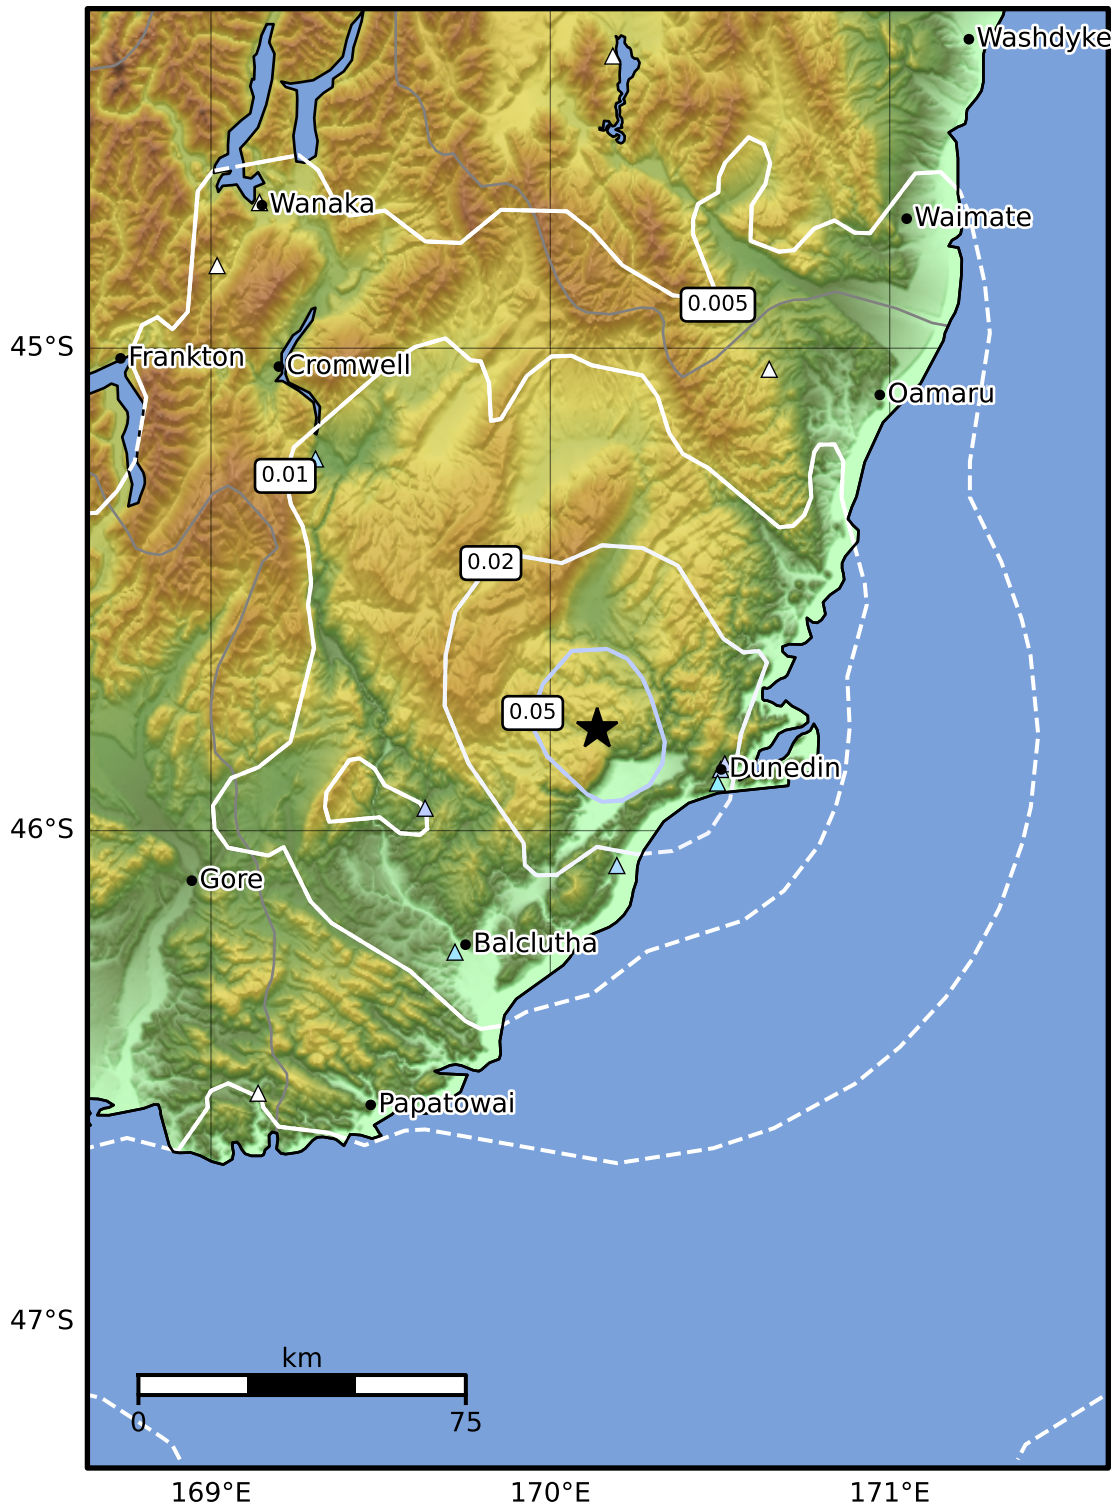 Washdyke
Wanaka
Waimate
0.005
45°S
Frankton
Cromwell
Oamaru
0.01
0.02
0.05
Dunedin
46°S
Gore
Balclutha
Papatowai
47°S
km
0
75
169°E
170°E
171°E